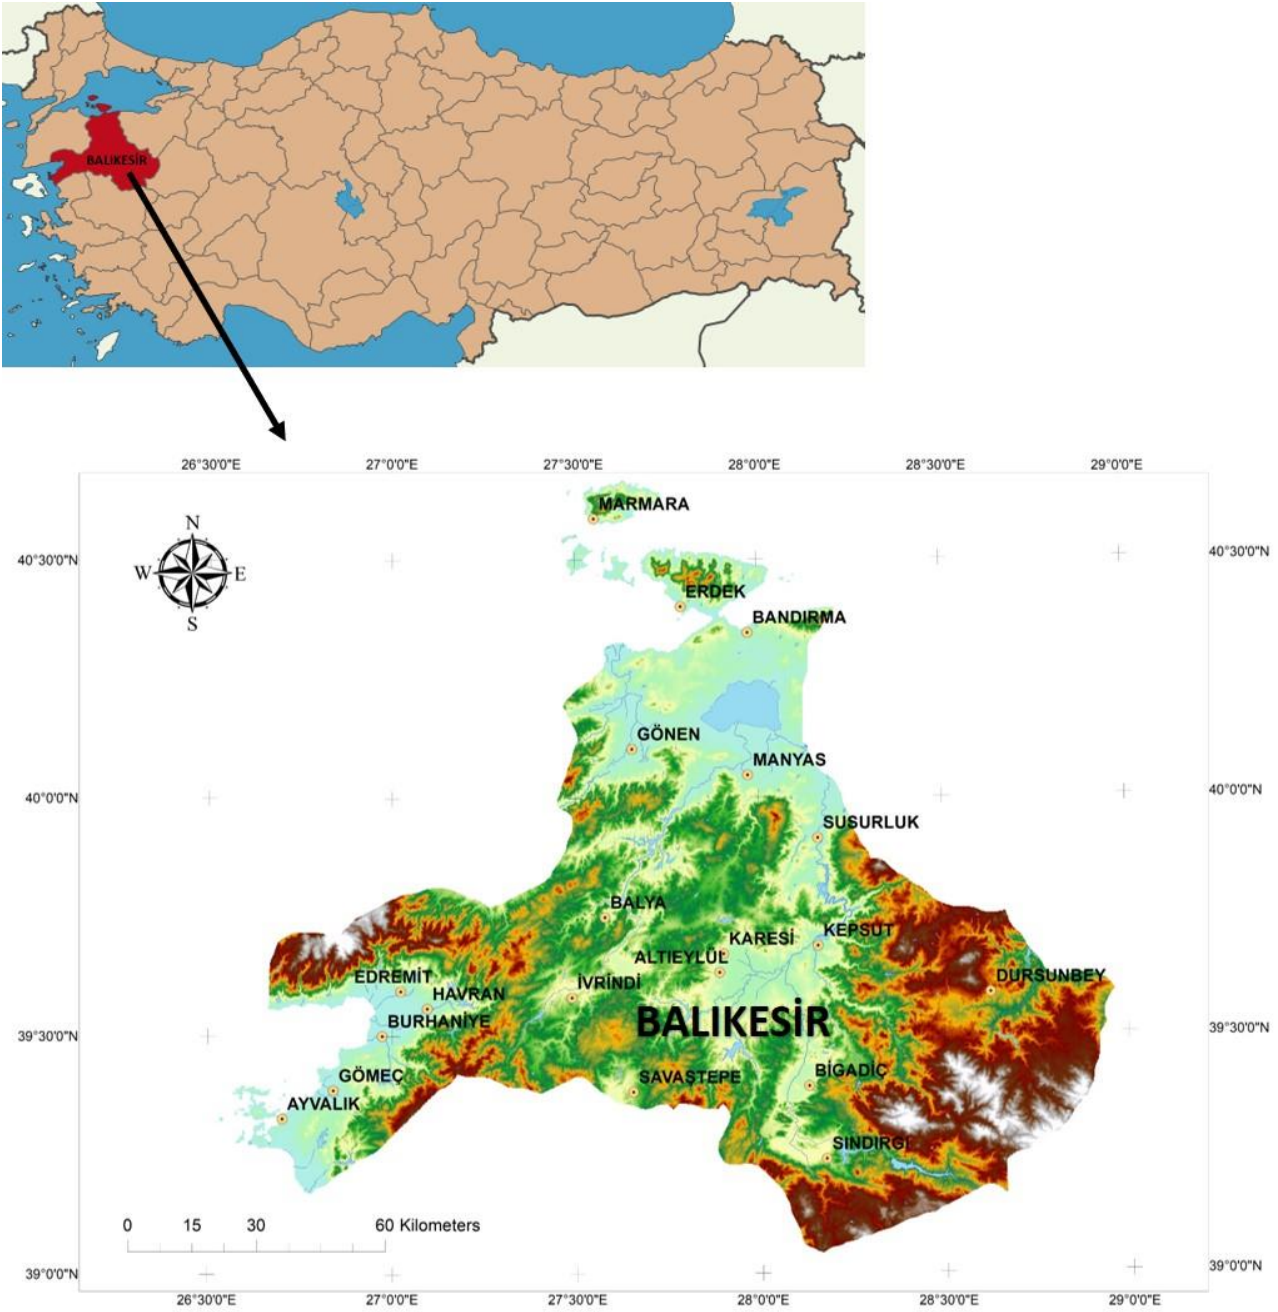 BALIKESİR
26°30'0"E 27°0'0"E 27°30'0"E 28°0'0"E 28°30'0"E 29°0'0"E
MARMARA
N
40°30'0"N 40°30'0"N
W E
ERDEK
S
BANDIRMA
GÖNEN
MANYAS
40°0'0"N 40°0'0"N
SUSURLUK
BALYA
KEPSUT
KARESİ
ALTIEYLÜL
EDREMİT
DURSUNBEY
İVRİNDİ
HAVRAN
BURHANİYE
BALIKESİR
39°30'0"N 39°30'0"N
GÖMEÇ
SAVAŞTEPE
BİGADİÇ
AYVALIK
SINDIRGI
0 15 30 60 Kilometers
39°0'0"N 39°0'0"N
26°30'0"E 27°0'0"E 27°30'0"E 28°0'0"E 28°30'0"E 29°0'0"E